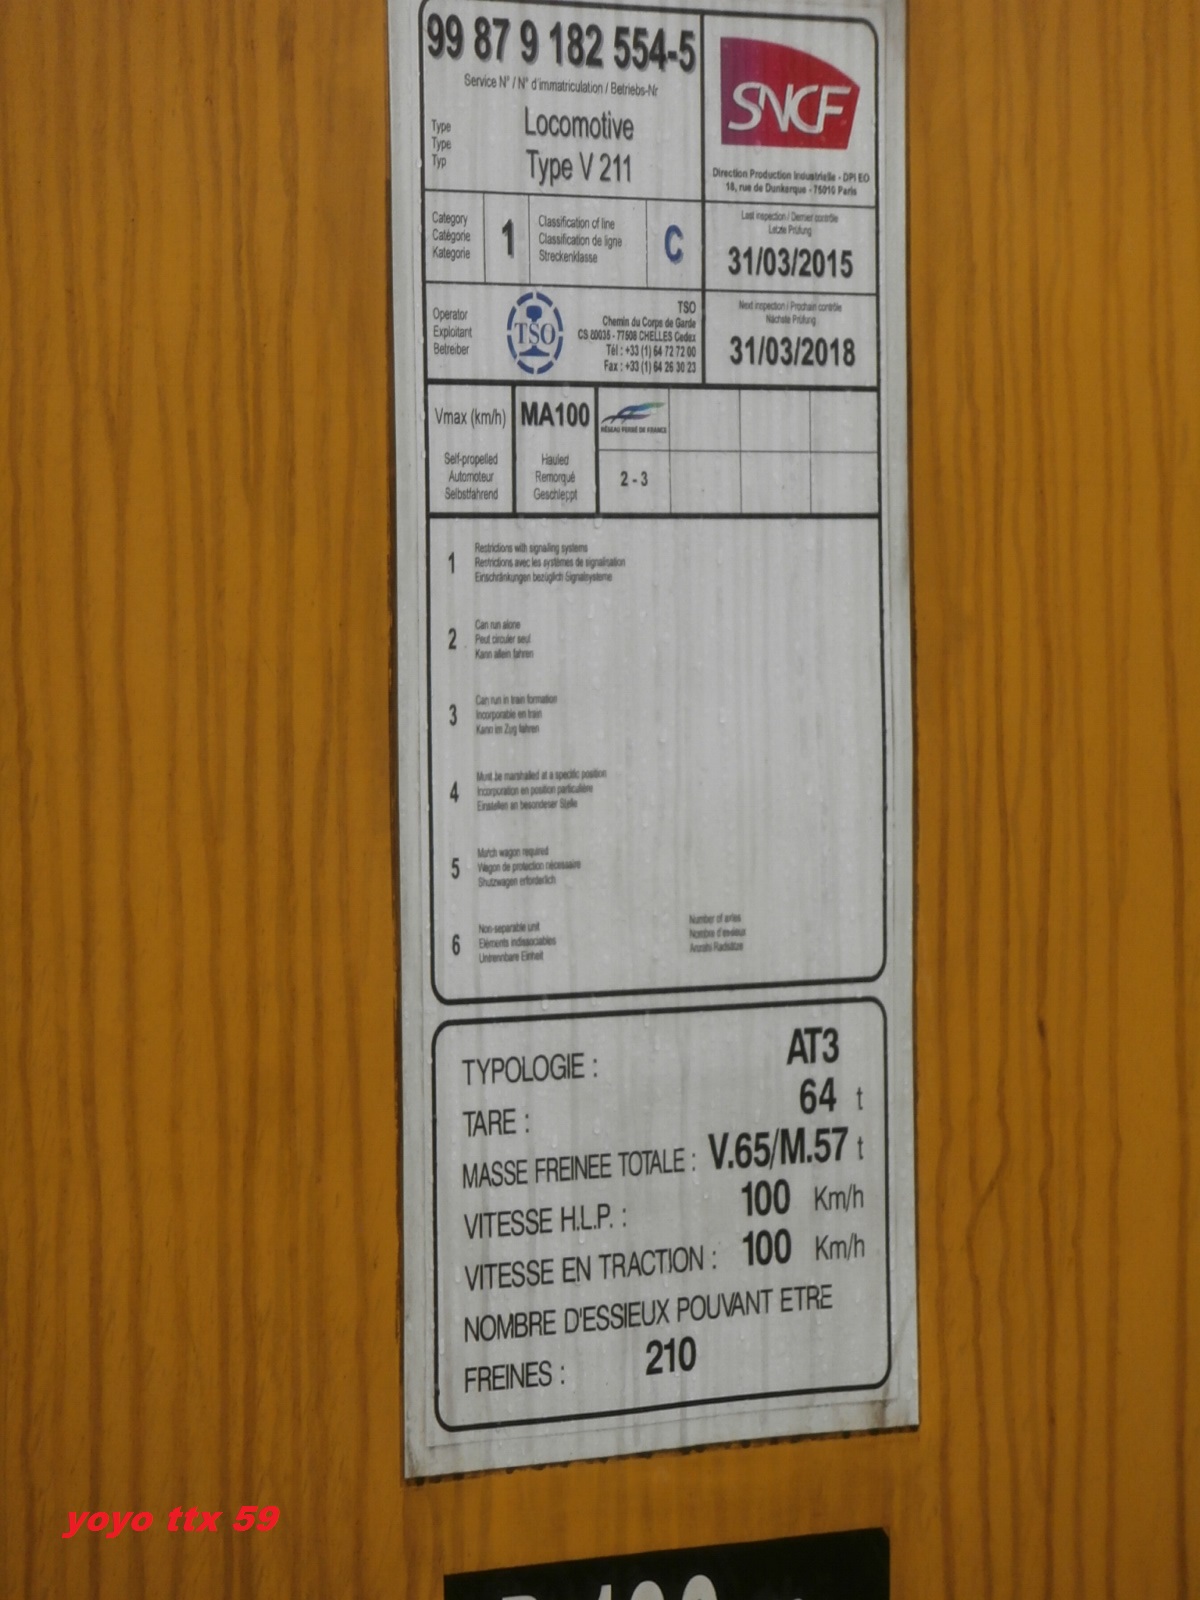 99 87 9 182 554-5
Service N° / N° d'immatriculation / Betriebs-Nr
Type
Type
Typ
Locomotive
Type V 211
SNCF
Direction Production Industrielle - DPI EO
18, rue de Dunkerque - 75010 Paris
Category
Catégorie
Kategorie
1
Classification of line
Classification de ligne
Streckenklasse
C
Last inspection / Dernier contrôle
Letzte Prüfung
31/03/2015
Operator
Exploitant
Betreiber
TSO
TSO
Chemin du Corps de Garde
CS 80035 - 77508 CHELLES Cedex
Tél : +33 (1) 64 72 72 00
Fax : +33 (1) 64 26 30 23
Next inspection / Prochain contrôle
Nächste Prüfung
31/03/2018
Vmax (km/h)
MA100
RÉSEAU FERRÉ DE FRANCE
Self-propelled
Automoteur
Selbstfahrend
Hauled
Remorqué
Geschleppt
2 - 3
1
Restrictions with signaling systems
Restrictions avec les systèmes de signalisation
Einschränkungen bezüglich Signalsysteme
2
Can run alone
Peut circuler seul
Kann allein fahren
3
Can run in train formation
Incorporable en train
Kann im Zug fahren
4
Must be marshalled at a specific position
Incorporation en position particulière
Einstellen an besonderer Stelle
5
Match wagon required
Wagon de protection nécessaire
Shutzwagen erforderlich
6
Non-separable unit
Eléments indissociables
Untrennbare Einheit
Number of axles
Nombre d'essieux
Anzahl Radsätze
TYPOLOGIE : AT3
TARE : 64 t
MASSE FREINEE TOTALE : V.65/M.57 t
VITESSE H.L.P. : 100 Km/h
VITESSE EN TRACTION : 100 Km/h
NOMBRE D'ESSIEUX POUVANT ETRE
FREINES : 210
yoyo ttx 59